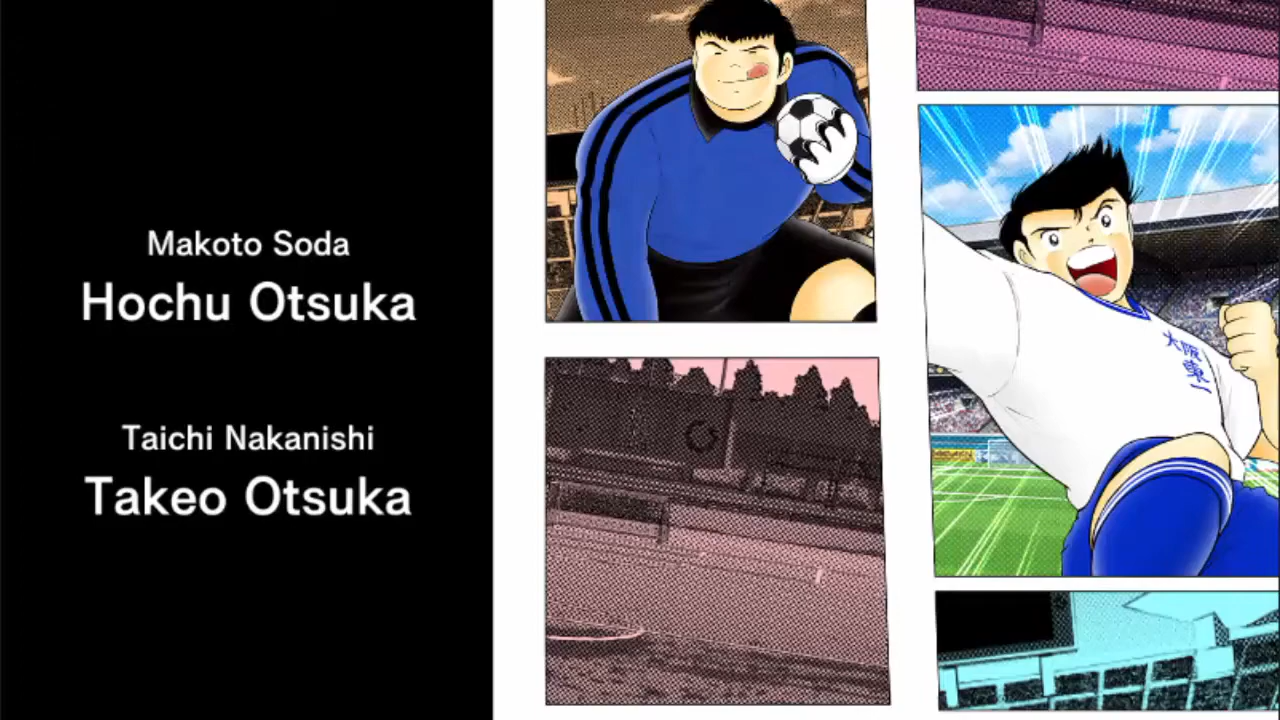 Makoto Soda
Hochu Otsuka
Taichi Nakanishi
Takeo Otsuka
大阪東一